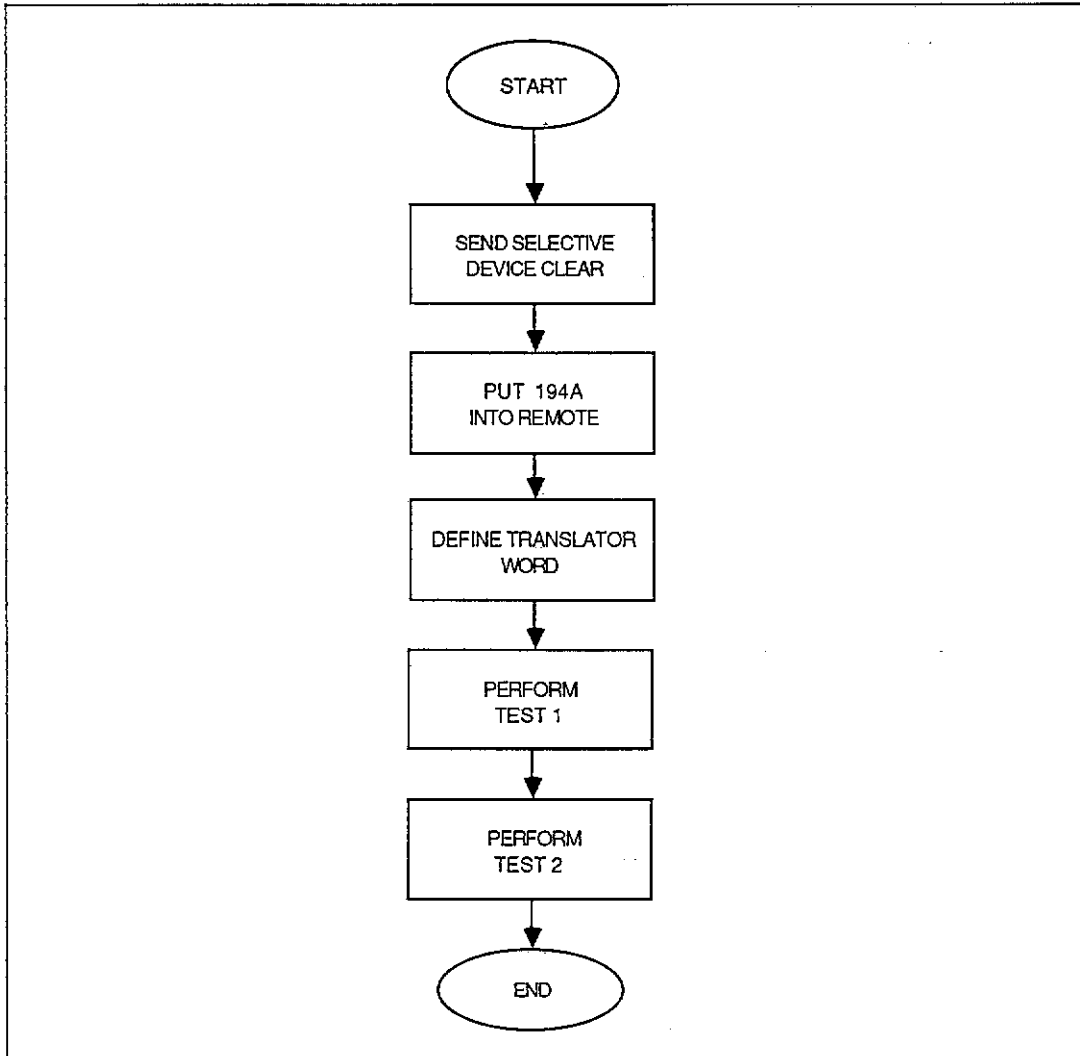 START
SEND SELECTIVE
DEVICE CLEAR
PUT 194A
INTO REMOTE
DEFINE TRANSLATOR
WORD
PERFORM
TEST 1
PERFORM
TEST 2
END